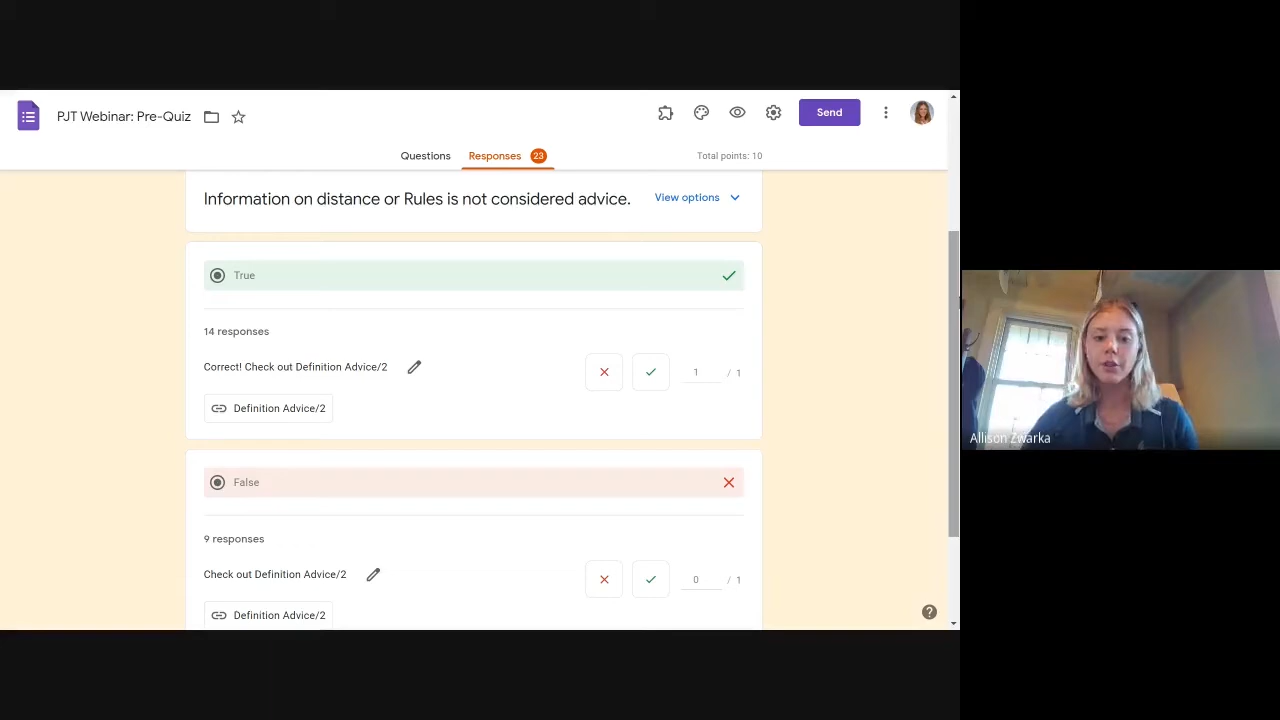 PJT Webinar: Pre-Quiz
Send
Questions
Responses 23
Total points: 10
Information on distance or Rules is not considered advice.
View options
True
14 responses
Correct! Check out Definition Advice/2
1 / 1
Definition Advice/2
Allison Zwarka
False
9 responses
Check out Definition Advice/2
0 / 1
Definition Advice/2